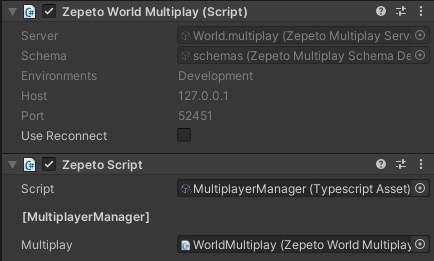 Zepeto World Multiplay (Script)
Server World.multiplay (Zepeto Multiplay Serv
Schema schemas (Zepeto Multiplay Schema De
Environments Development
Host 127.0.0.1
Port 52451
Use Reconnect
Zepeto Script
Script MultiplayerManager (Typescript Asset)
[MultiplayerManager]
Multiplay WorldMultiplay (Zepeto World Multiplay